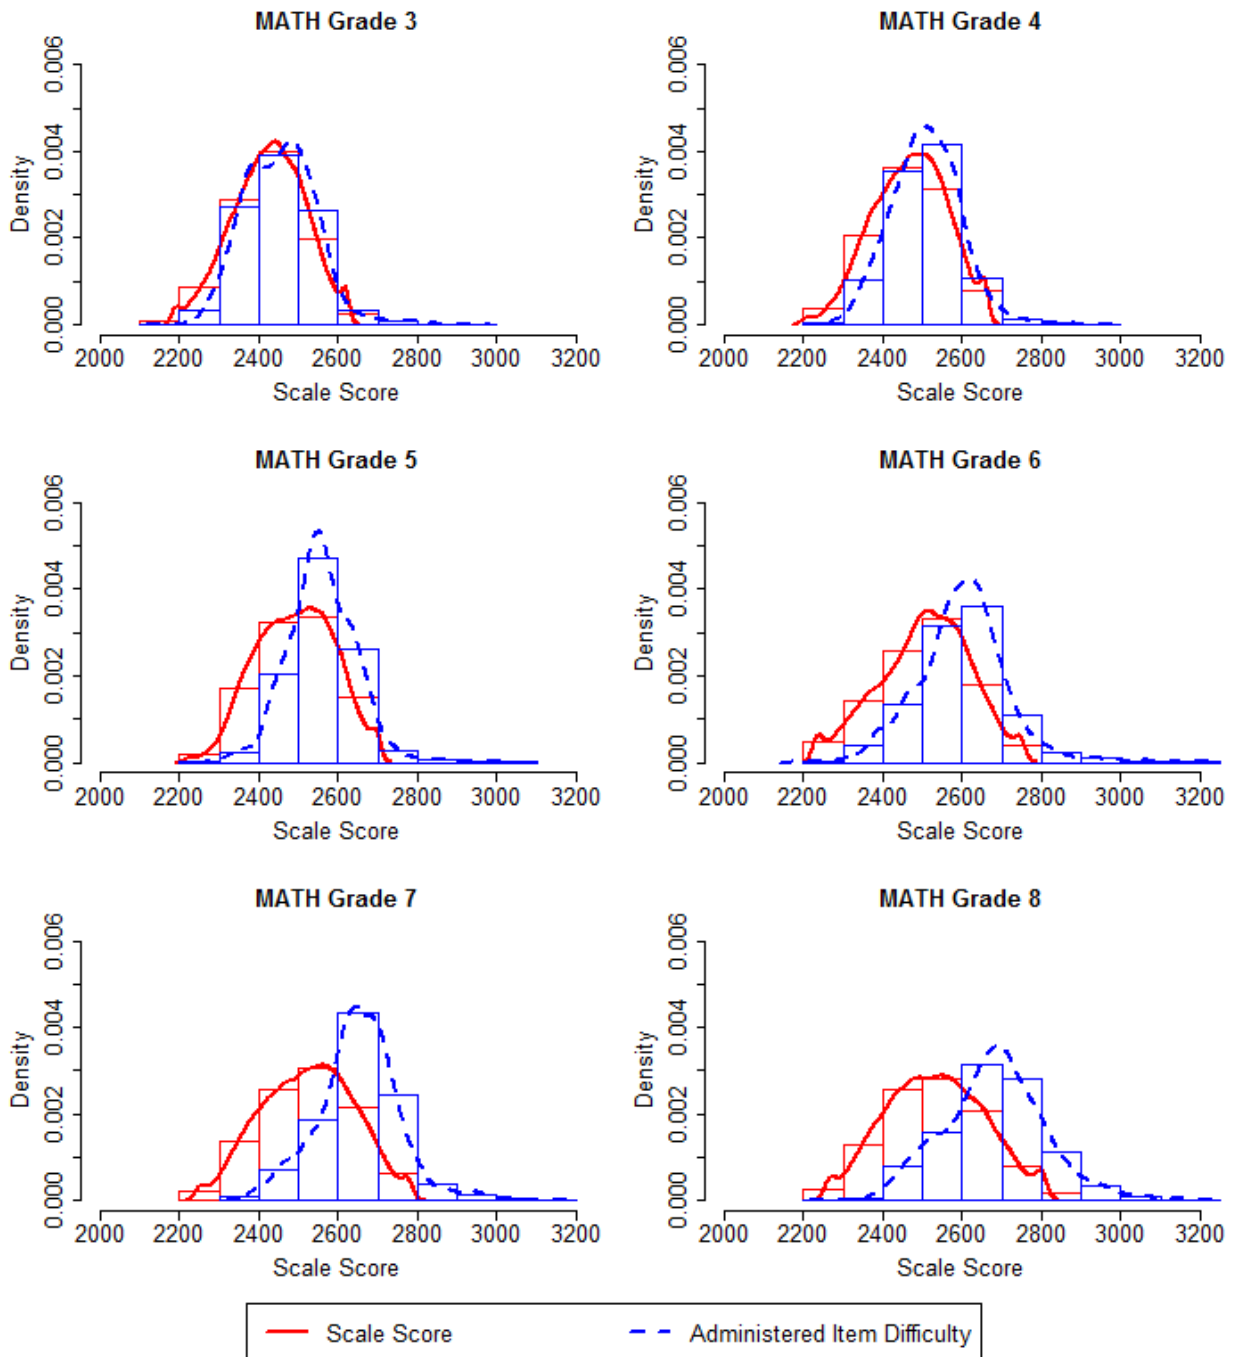 MATH Grade 3
Density
0.000 0.002 0.004 0.006
2000 2200 2400 2600 2800 3000 3200
Scale Score
MATH Grade 4
Density
0.000 0.002 0.004 0.006
2000 2200 2400 2600 2800 3000 3200
Scale Score
MATH Grade 5
Density
0.000 0.002 0.004 0.006
2000 2200 2400 2600 2800 3000 3200
Scale Score
MATH Grade 6
Density
0.000 0.002 0.004 0.006
2000 2200 2400 2600 2800 3000 3200
Scale Score
MATH Grade 7
Density
0.000 0.002 0.004 0.006
2000 2200 2400 2600 2800 3000 3200
Scale Score
MATH Grade 8
Density
0.000 0.002 0.004 0.006
2000 2200 2400 2600 2800 3000 3200
Scale Score
Scale Score Administered Item Difficulty